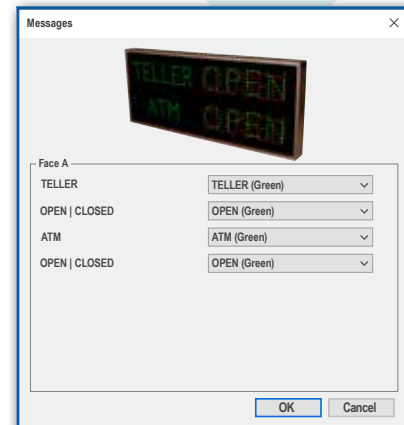 Messages
TELLER OPEN
ATM OPEN
Face A
TELLER TELLER (Green)
OPEN | CLOSED OPEN (Green)
ATM ATM (Green)
OPEN | CLOSED OPEN (Green)
OK Cancel